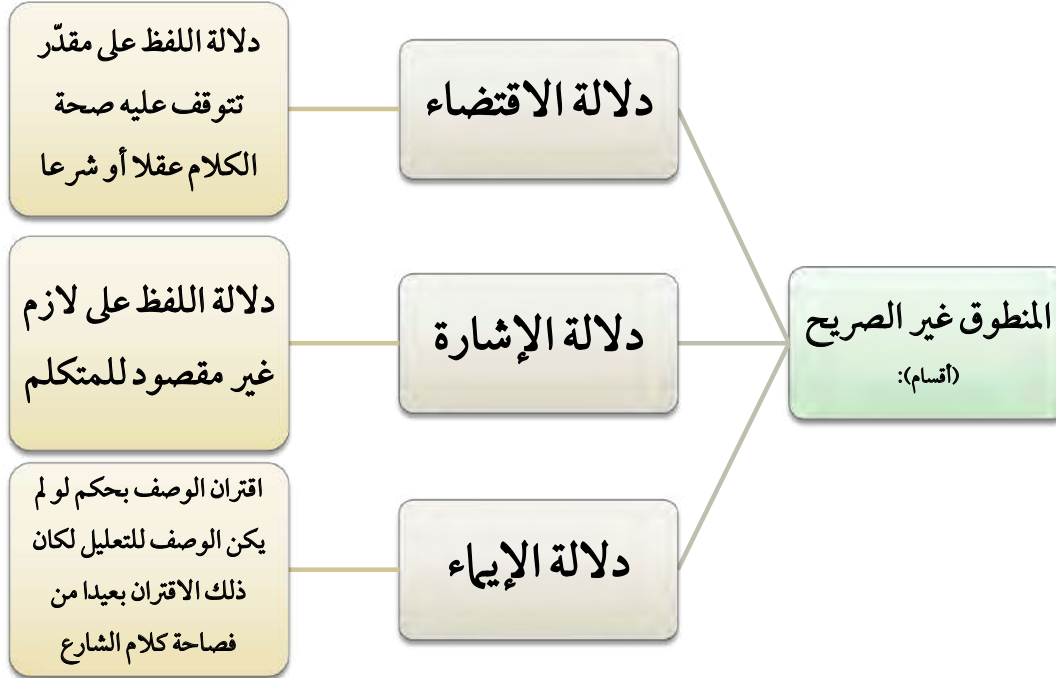 المنطوق غير الصريح
(أقسام):
دلالة الاقتضاء
دلالة اللفظ على مقدّر
تتوقف عليه صحة
الكلام عقلا أو شرعا
دلالة الإشارة
دلالة اللفظ على لازم
غير مقصود للمتكلم
دلالة الإيماء
اقتران الوصف بحكم لو لم
يكن الوصف للتعليل لكان
ذلك الاقتران بعيدا من
فصاحة كلام الشارع